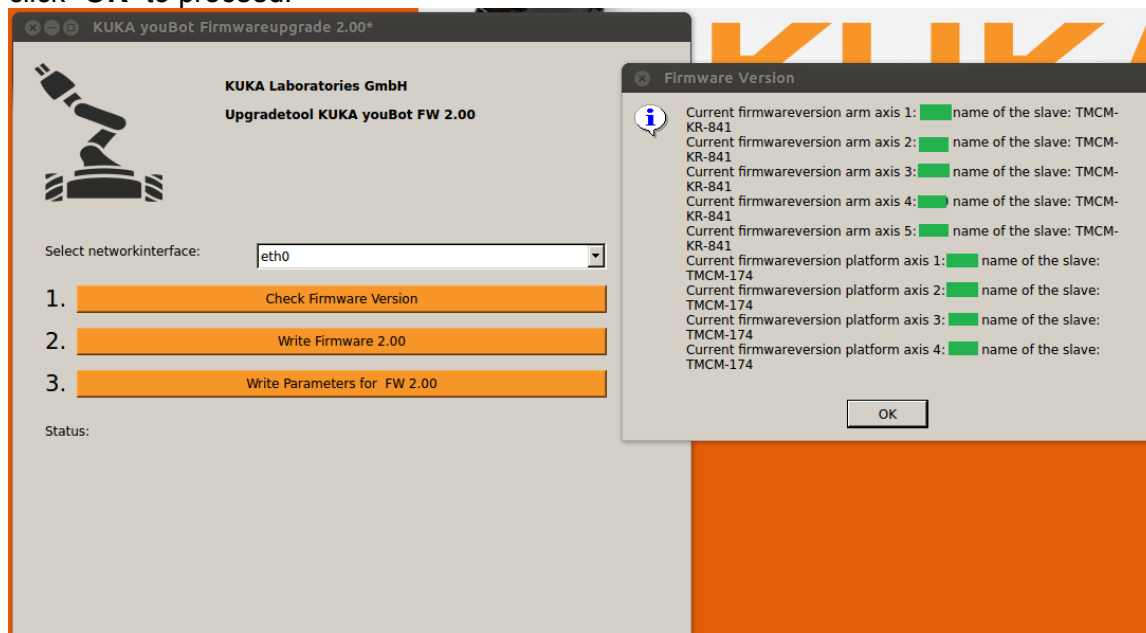 click "OK" to proceed.
KUKA youBot Firmwareupgrade 2.00*
KUKA Laboratories GmbH
Upgradetool KUKA youBot FW 2.00
Select networkinterface:
eth0
1. Check Firmware Version
2. Write Firmware 2.00
3. Write Parameters for FW 2.00
Status:
KUKA
Firmware Version
Current firmwareversion arm axis 1: name of the slave: TMCM-
KR-841
Current firmwareversion arm axis 2: name of the slave: TMCM-
KR-841
Current firmwareversion arm axis 3: name of the slave: TMCM-
KR-841
Current firmwareversion arm axis 4: name of the slave: TMCM-
KR-841
Current firmwareversion arm axis 5: name of the slave: TMCM-
KR-841
Current firmwareversion platform axis 1: name of the slave:
TMCM-174
Current firmwareversion platform axis 2: name of the slave:
TMCM-174
Current firmwareversion platform axis 3: name of the slave:
TMCM-174
Current firmwareversion platform axis 4: name of the slave:
TMCM-174
OK